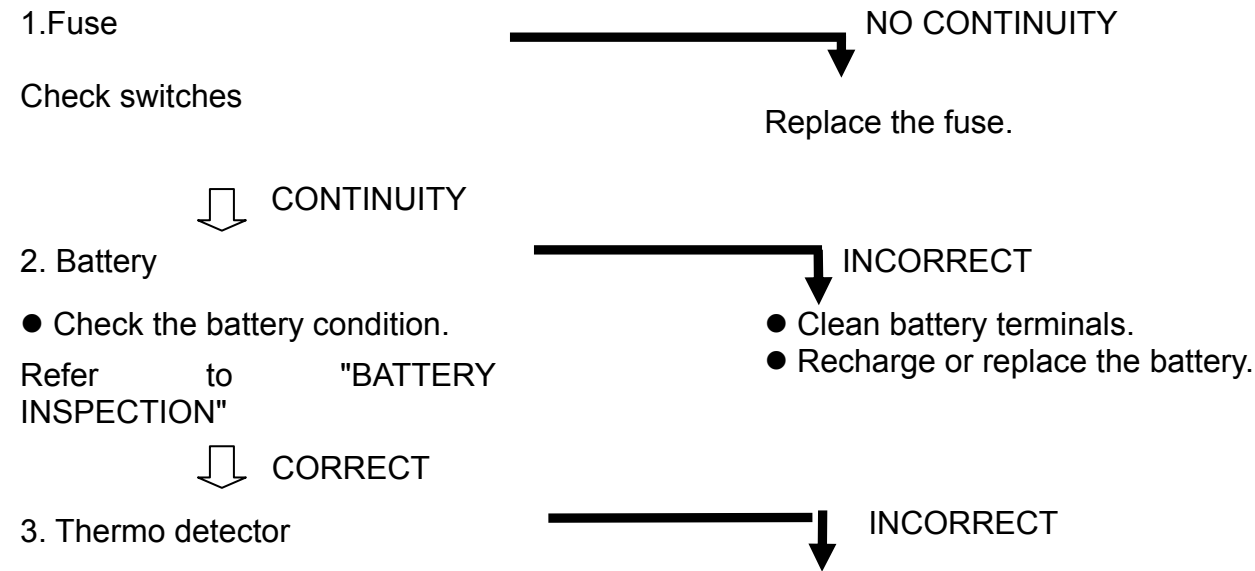 1.Fuse
NO CONTINUITY
Check switches
Replace the fuse.
CONTINUITY
2. Battery
INCORRECT
● Check the battery condition.
● Clean battery terminals.
Refer to "BATTERY
● Recharge or replace the battery.
INSPECTION"
CORRECT
3. Thermo detector
INCORRECT